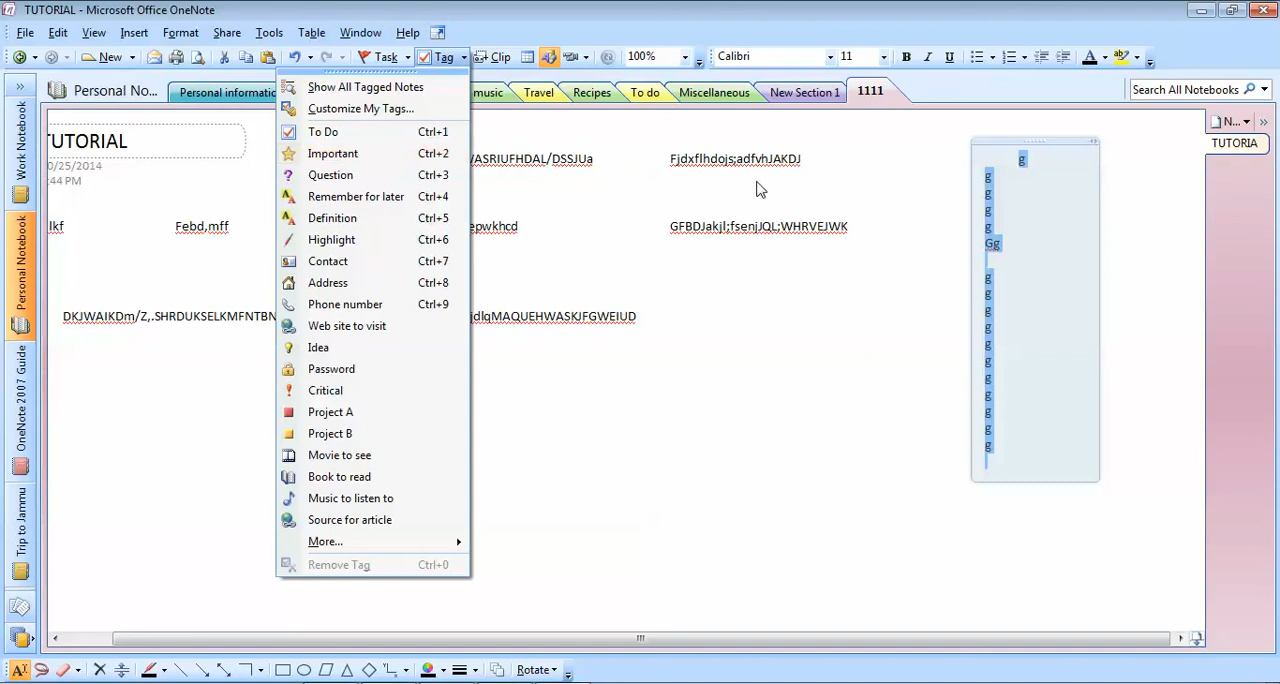 TUTORIAL - Microsoft Office OneNote
File Edit View Insert Format Share Tools Table Window Help
New Task Tag Clip 100% Calibri 11 B I U A ab
Personal No... Personal informatic music Travel Recipes To do Miscellaneous New Section 1 1111 Search All Notebooks
N...
TUTORIA
Work Notebook
Personal Notebook
OneNote 2007 Guide
Trip to Jammu
TUTORIAL
0/25/2014
:44 PM
Show All Tagged Notes
Customize My Tags...
To Do Ctrl+1
Important Ctrl+2
Question Ctrl+3
Remember for later Ctrl+4
Definition Ctrl+5
Highlight Ctrl+6
Contact Ctrl+7
Address Ctrl+8
Phone number Ctrl+9
Web site to visit
Idea
Password
Critical
Project A
Project B
Movie to see
Book to read
Music to listen to
Source for article
More...
Remove Tag Ctrl+0
WASRIUFHDAL/DSSJUa Fjdxflhdojs;adfvhJAKDJ
lkf Febd,mff epwkhcd GFBDJakjl;fsenjJQL;WHRVEJWK
DKJWAIKDm/Z,.SHRDUKSELKMFNTBN jdlqMAQUEHWASKJFGWEIUD
g
g
g
g
g
Gg
g
g
g
g
g
g
g
g
g
g
g
Rotate